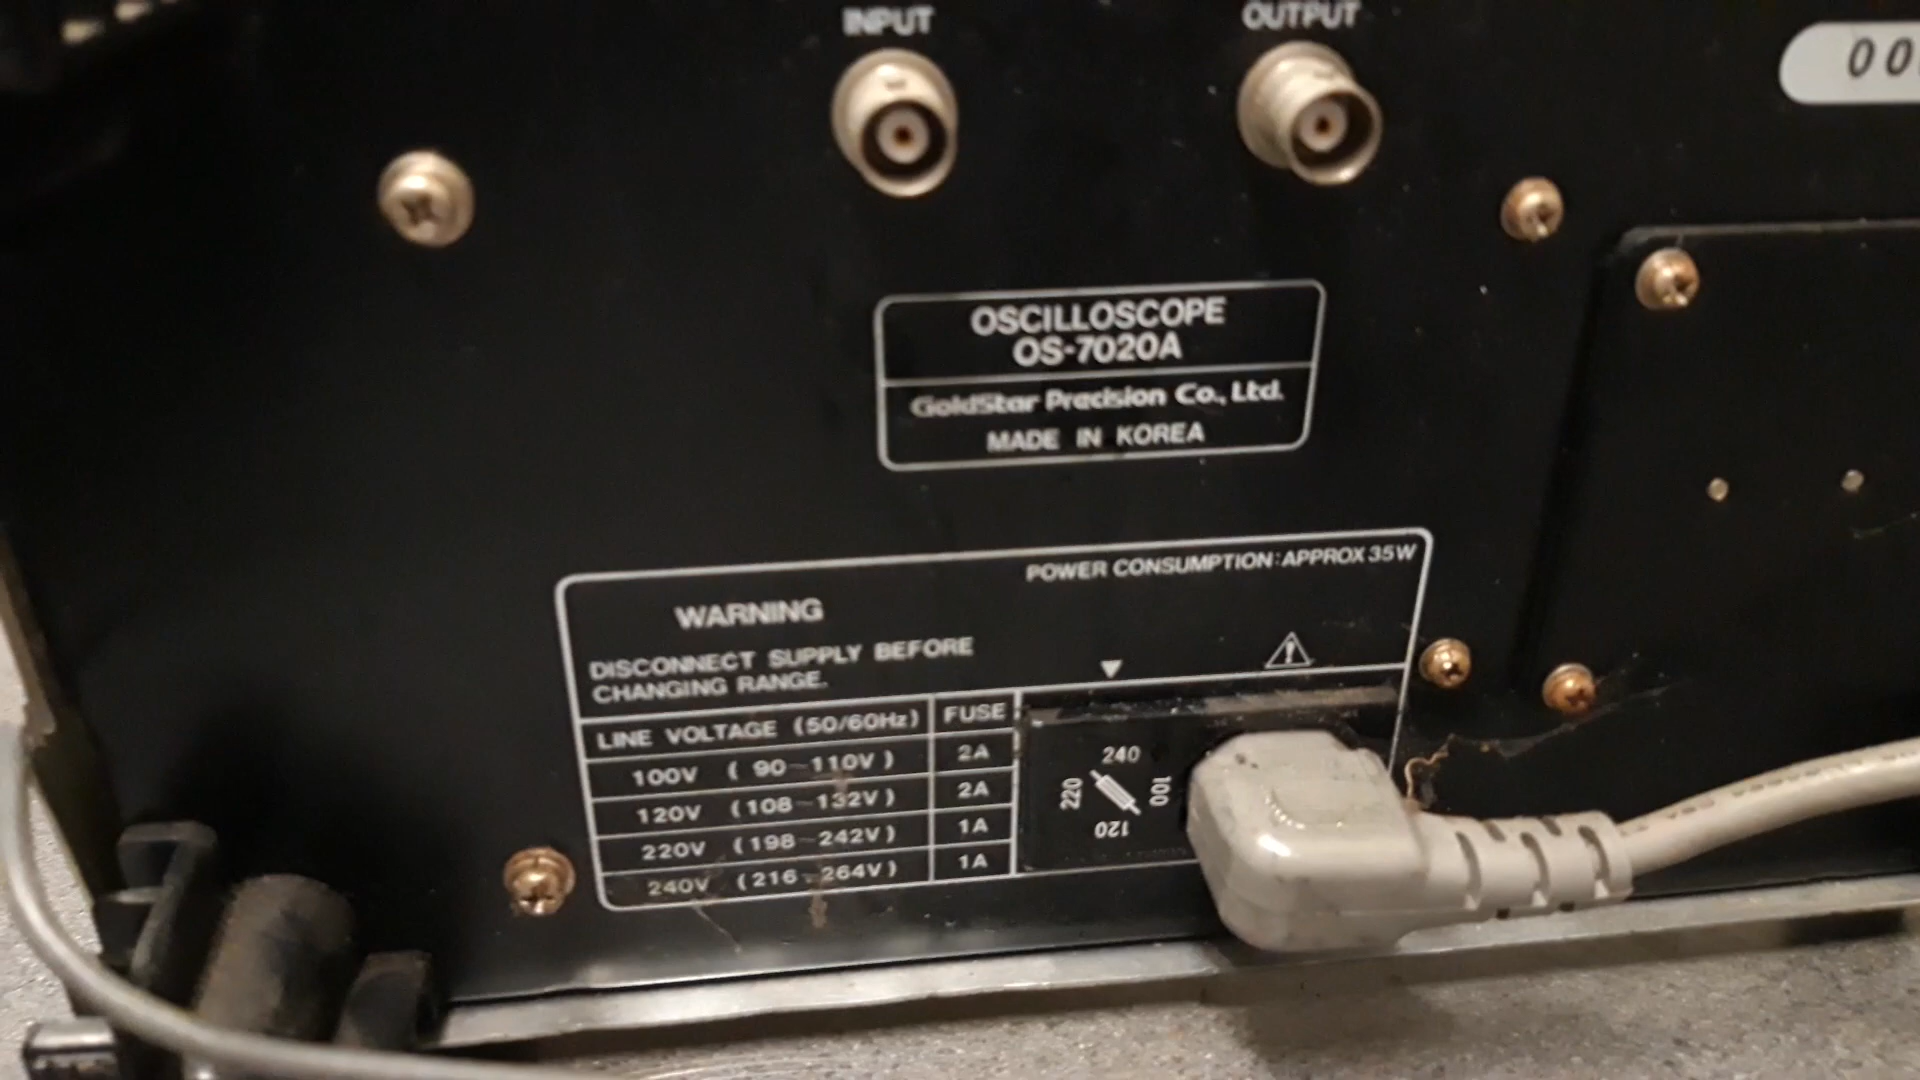 INPUT
OUTPUT
00
OSCILLOSCOPE
OS-7020A
GoldStar Precision Co., Ltd.
MADE IN KOREA
POWER CONSUMPTION: APPROX 35W
WARNING
DISCONNECT SUPPLY BEFORE
CHANGING RANGE.
LINE VOLTAGE (50/60Hz) FUSE
100V (90-110V) 2A
120V (108-132V) 2A
220V (198-242V) 1A
240V (216-264V) 1A
240
220
100
120